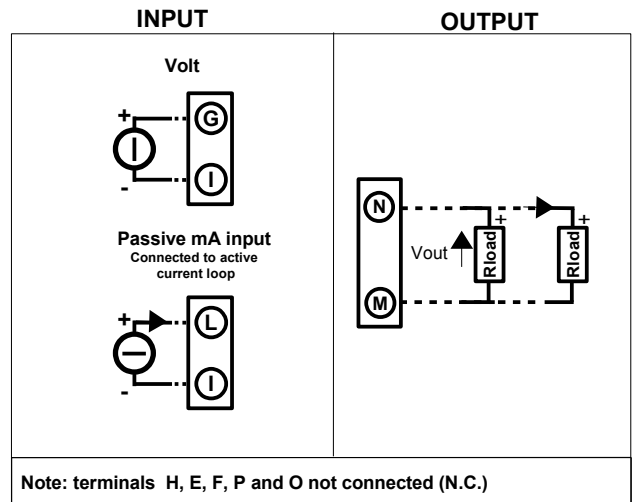 INPUT
OUTPUT
Volt
+
G
-
I
Passive mA input
Connected to active
current loop
+
L
-
I
N
+
+
Vout
Rload
Rload
M
Note: terminals H, E, F, P and O not connected (N.C.)